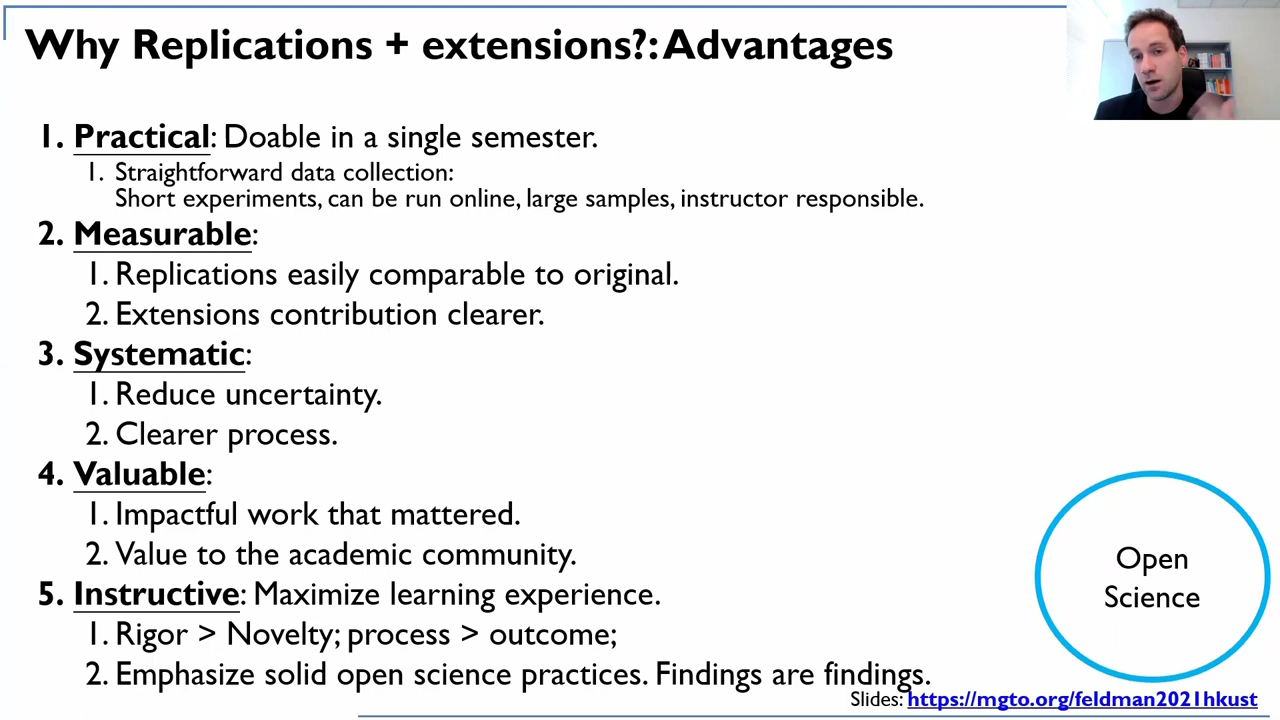 Why Replications + extensions?: Advantages
1. Practical: Doable in a single semester.
1. Straightforward data collection:
Short experiments, can be run online, large samples, instructor responsible.
2. Measurable:
1. Replications easily comparable to original.
2. Extensions contribution clearer.
3. Systematic:
1. Reduce uncertainty.
2. Clearer process.
4. Valuable:
1. Impactful work that mattered.
2. Value to the academic community.
5. Instructive: Maximize learning experience.
1. Rigor > Novelty; process > outcome;
2. Emphasize solid open science practices. Findings are findings.
Open
Science
Slides: https://mgto.org/feldman2021hkust